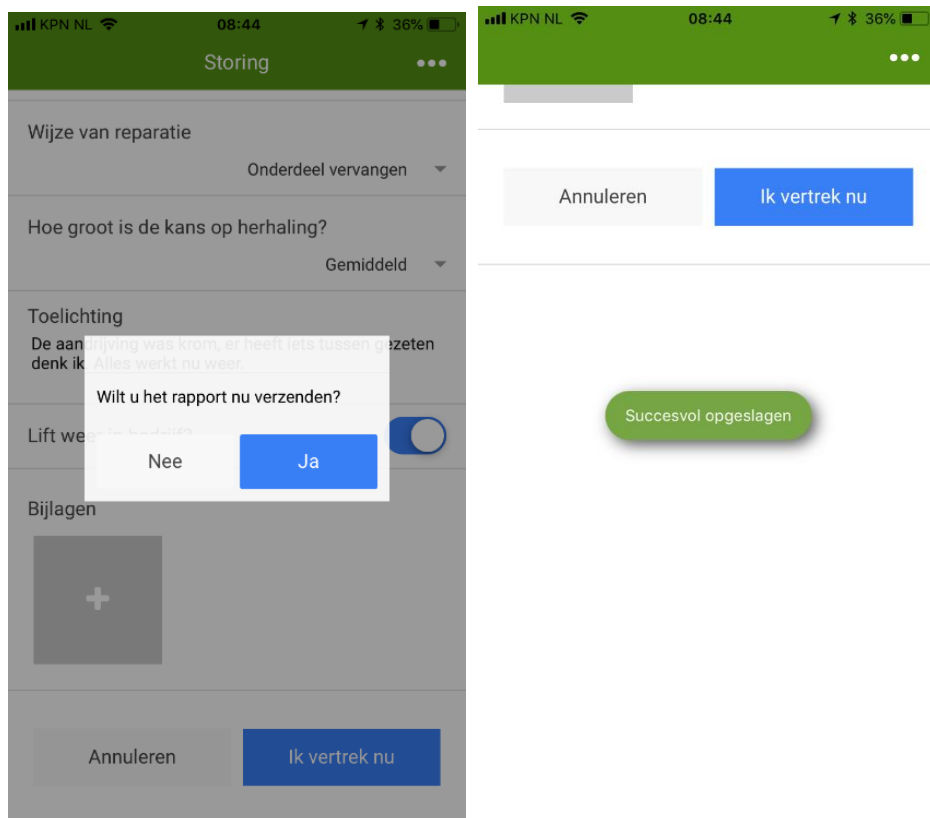 KPN NL 08:44 36%
Storing
Wijze van reparatie
Onderdeel vervangen
Hoe groot is de kans op herhaling?
Gemiddeld
Toelichting
De aandrijving was krom, er heeft iets tussen gezeten
denk ik. Alles werkt nu weer.
Wilt u het rapport nu verzenden?
Lift weer in bedrijf?
Nee Ja
Bijlagen
Annuleren Ik vertrek nu
KPN NL 08:44 36%
Annuleren Ik vertrek nu
Succesvol opgeslagen